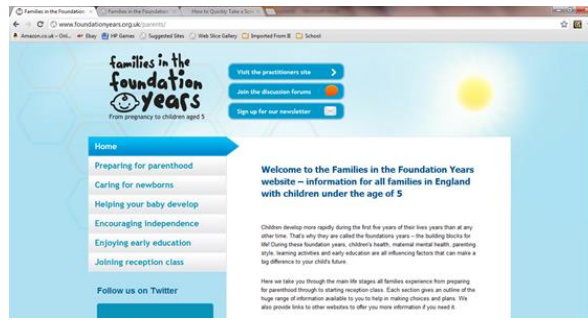 Families in the Foundation
Families in the Foundation
How to Quickly Take a Scre
www.foundationyears.org.uk/parents/
Amazon.co.uk – Onli...
Ebay
HP Games
Suggested Sites
Web Slice Gallery
Imported From IE
School
families in the
foundation
years
From pregnancy to children aged 5
Visit the practitioners site
Join the discussion forums
Sign up for our newsletter
Home
Preparing for parenthood
Caring for newborns
Helping your baby develop
Encouraging independence
Enjoying early education
Joining reception class
Follow us on Twitter
Welcome to the Families in the Foundation Years
website – information for all families in England
with children under the age of 5
Children develop more rapidly during the first five years of their lives years than at any
other time. That's why they are called the foundations years – the building blocks for
life! During these foundation years, children's health, maternal mental health, parenting
style, learning activities and early education are all influencing factors that can make a
big difference to your child's future.
Here we take you through the main life stages all families experience from preparing
for parenthood through to starting reception class. Each section gives an outline of the
huge range of information available to you to help in making choices and plans. We
also provide links to other websites to offer you more information if you need it.